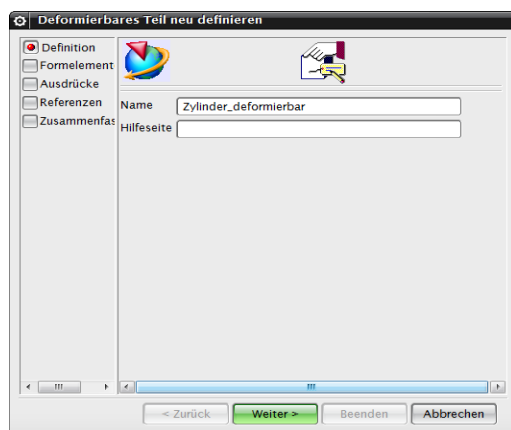 Deformierbares Teil neu definieren
Definition
Formelement
Ausdrücke
Referenzen
Zusammenfas
Name Zylinder_deformierbar
Hilfeseite
< Zurück Weiter > Beenden Abbrechen